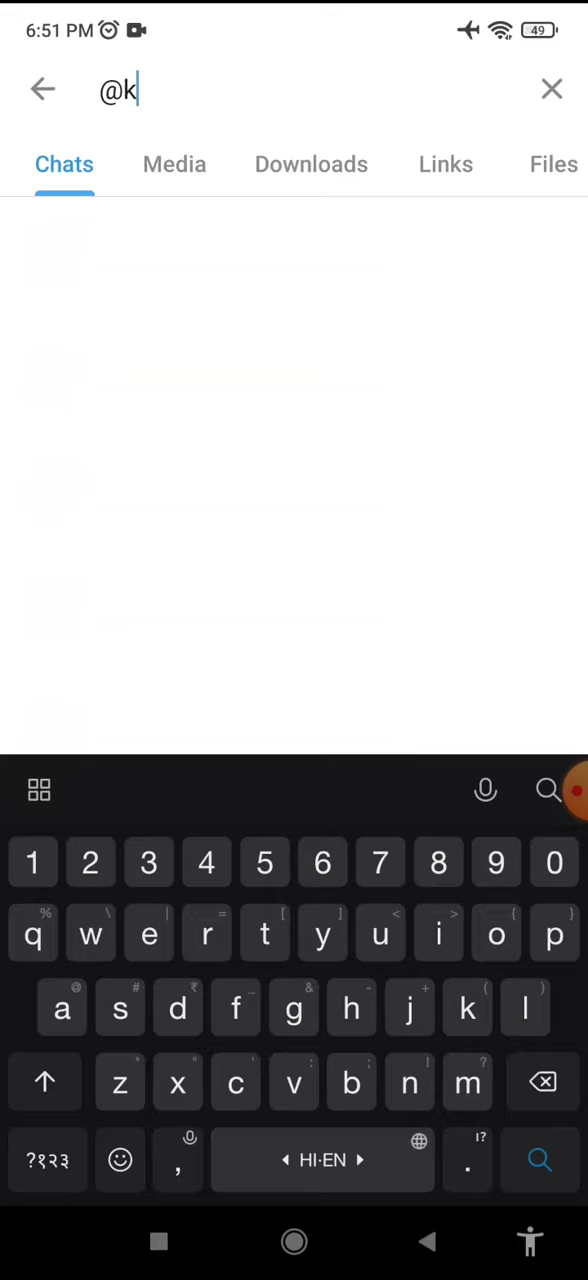 6:51 PM 49
@k
Chats Media Downloads Links Files
1 2 3 4 5 6 7 8 9 0
% \ | = [ ] < > { }
q w e r t y u i o p
@ # ₹ _ & - + ( )
a s d f g h j k l
* " ' : ; ! ?
z x c v b n m
?१२३ , HI·EN . !?